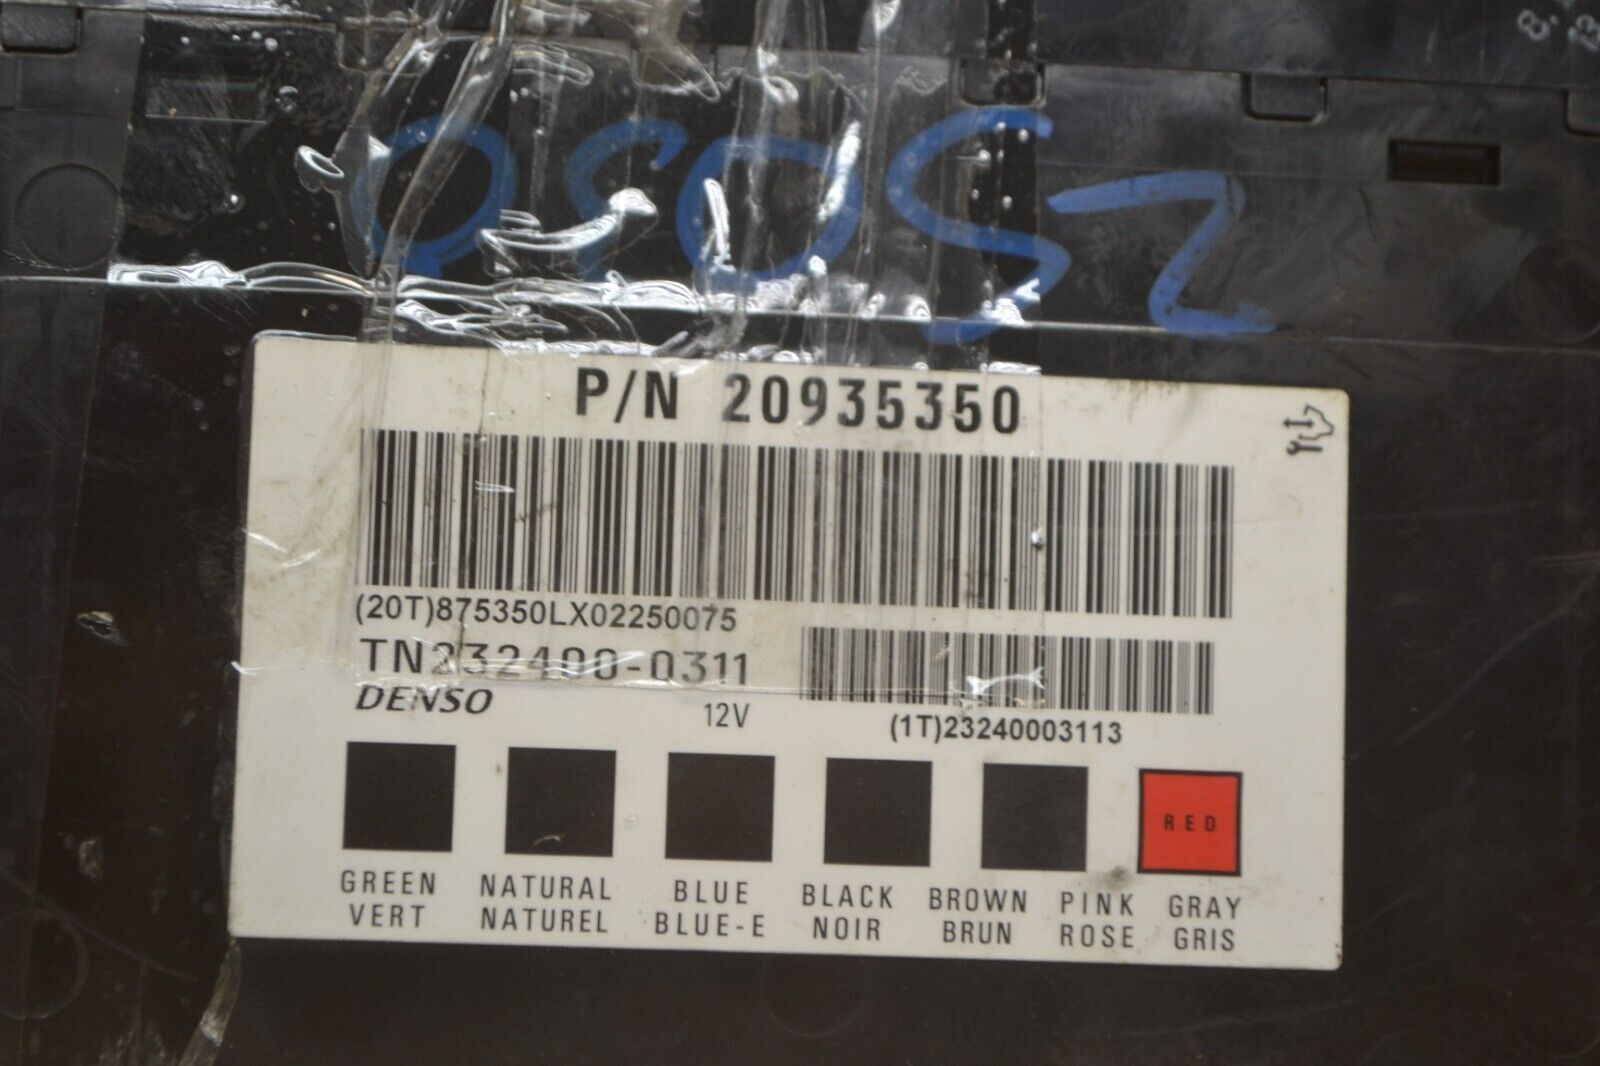 P/N 20935350
(20T)875350LX02250075
TN232400-0311
DENSO
12V
(1T)23240003113
RED
GREEN NATURAL BLUE BLACK BROWN PINK GRAY
VERT NATUREL BLUE-E NOIR BRUN ROSE GRIS